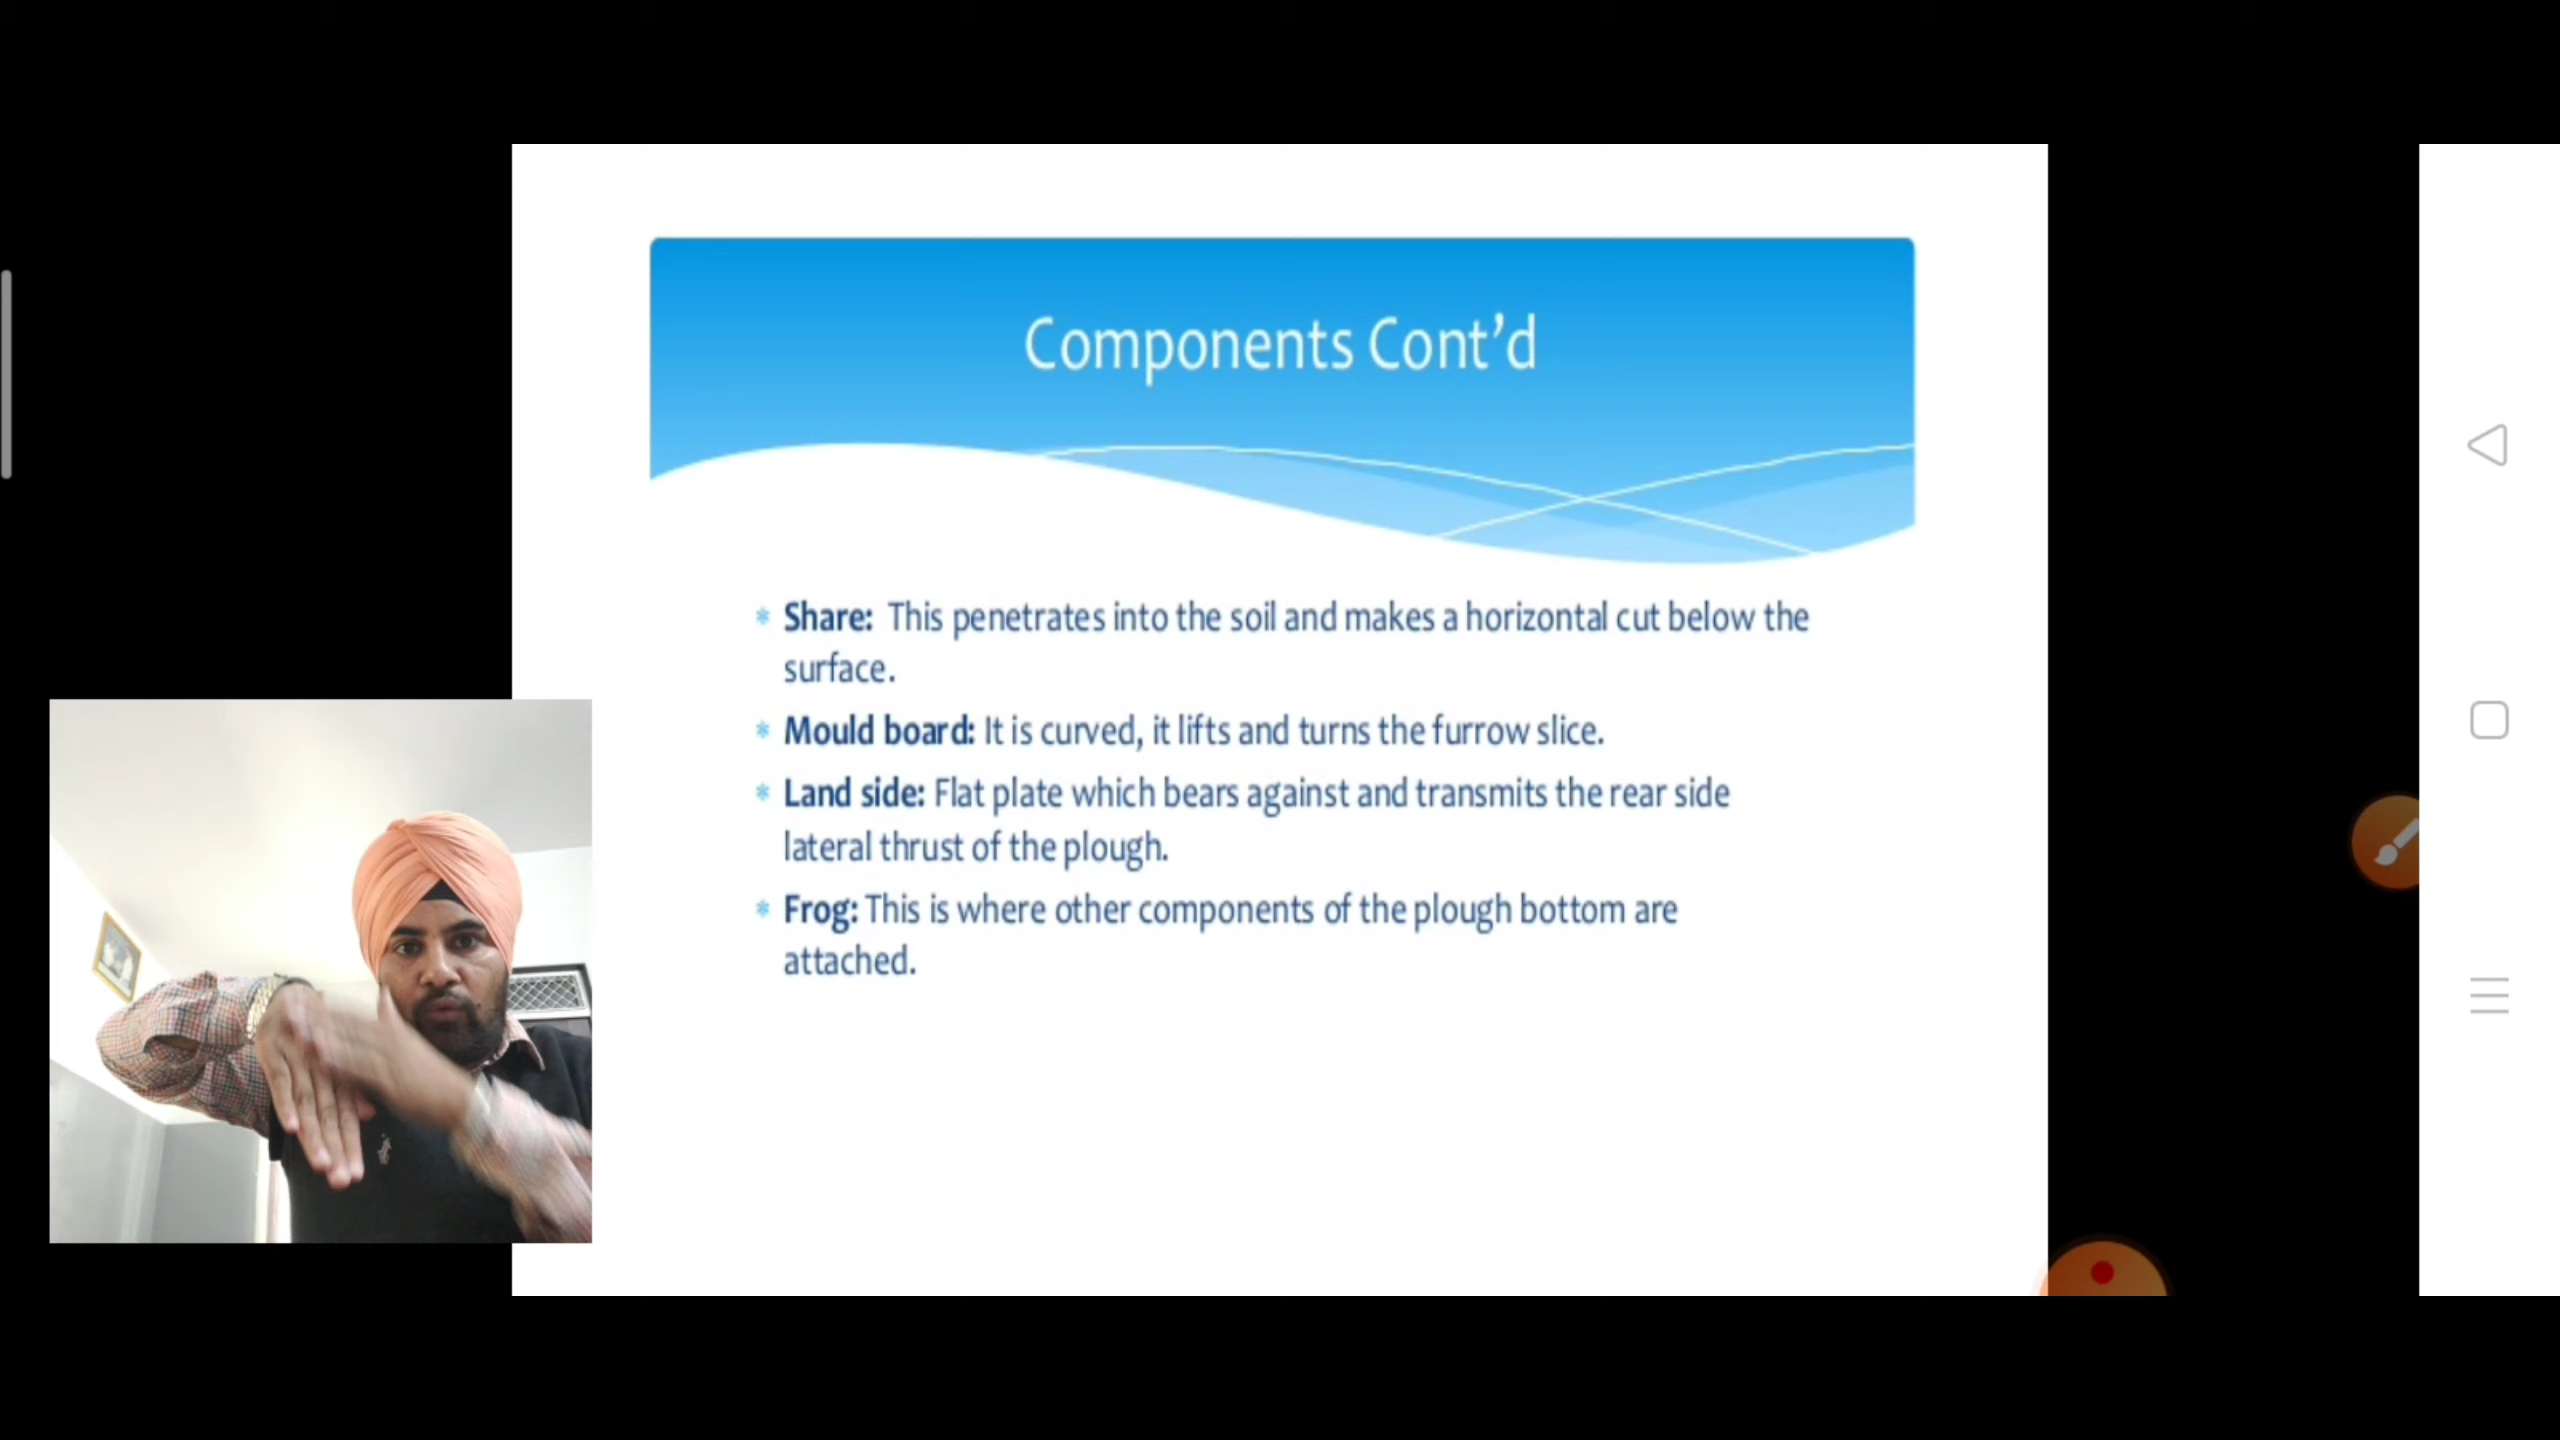 Components Cont’d
Share: This penetrates into the soil and makes a horizontal cut below the
surface.
Mould board: It is curved, it lifts and turns the furrow slice.
Land side: Flat plate which bears against and transmits the rear side
lateral thrust of the plough.
Frog: This is where other components of the plough bottom are
attached.